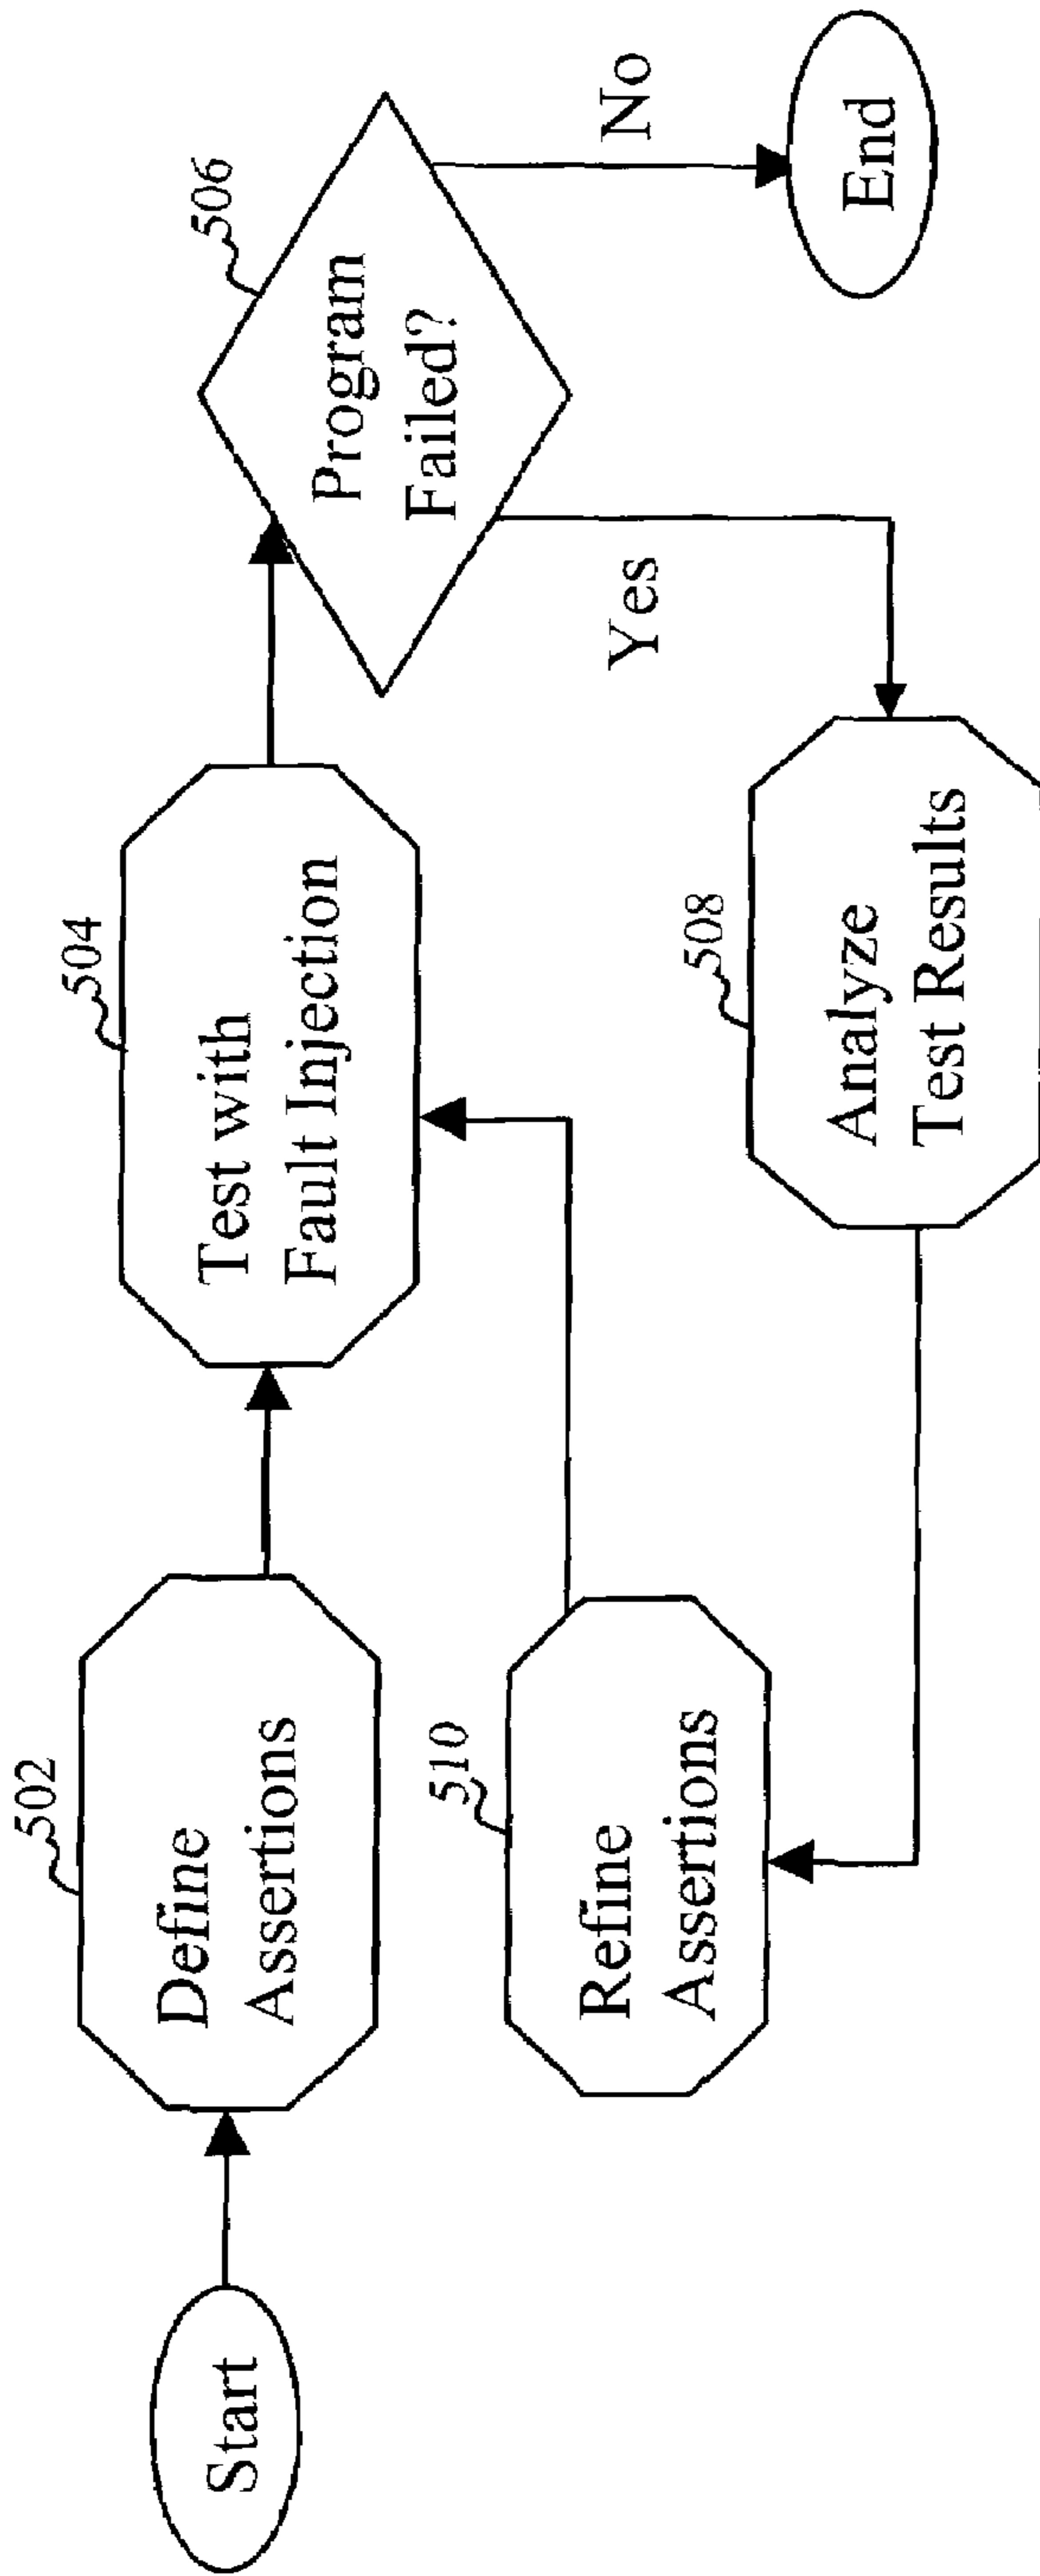 Start
502
Define
Assertions
504
Test with
Fault Injection
506
Program
Failed?
No
End
Yes
508
Analyze
Test Results
510
Refine
Assertions